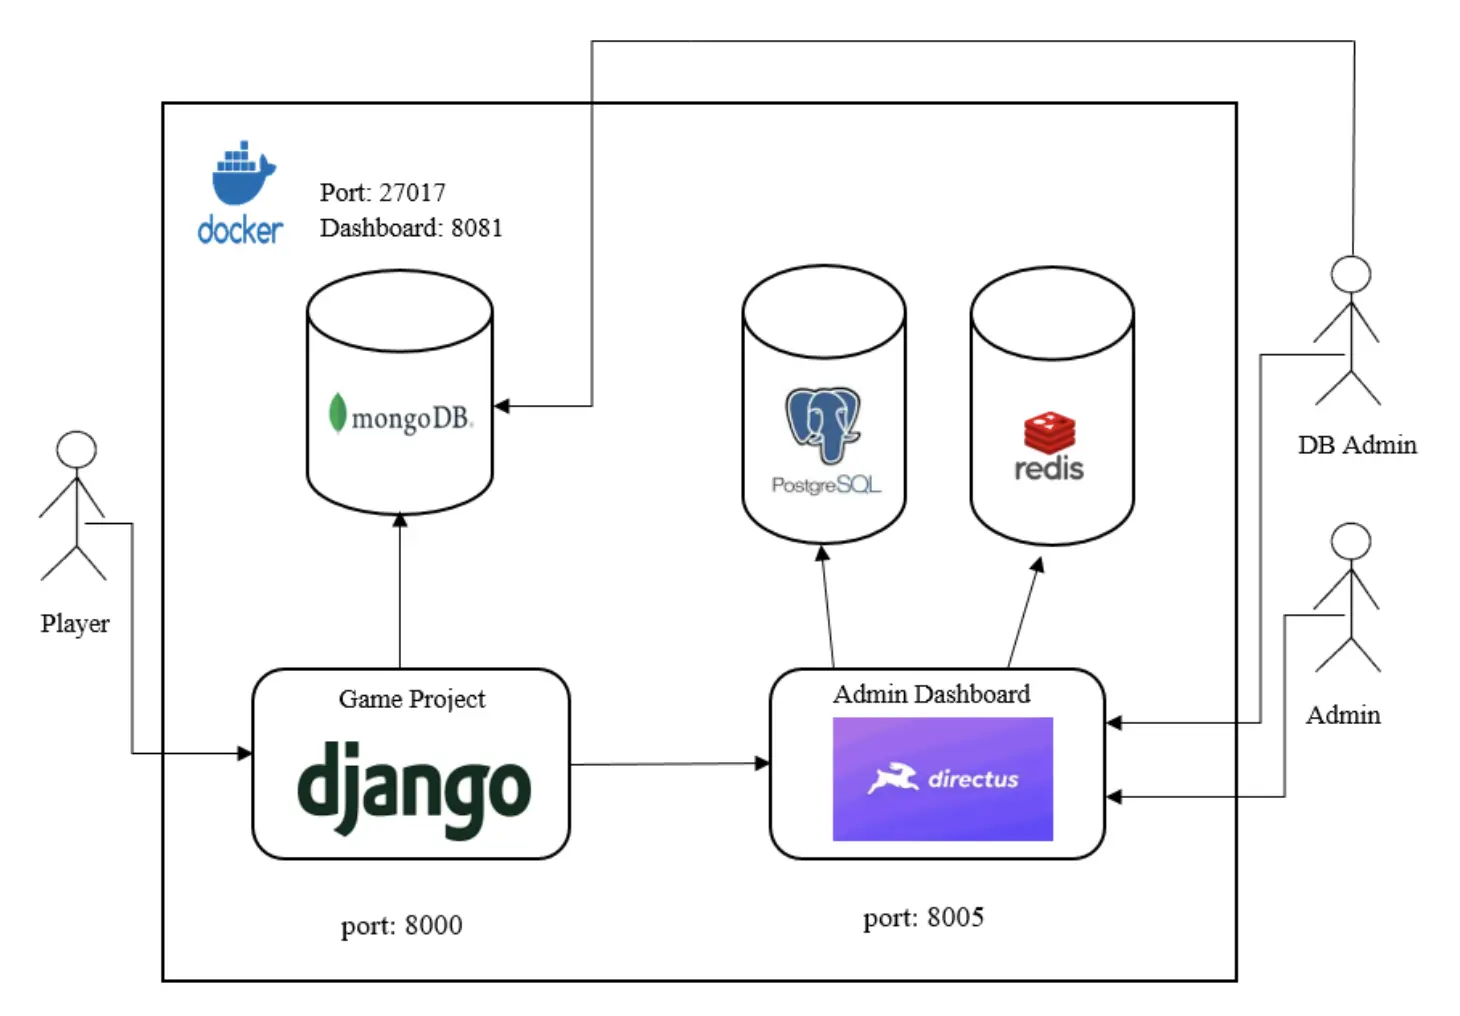 docker
Port: 27017
Dashboard: 8081
mongoDB.
PostgreSQL
redis
DB Admin
Player
Admin
Game Project
django
Admin Dashboard
directus
port: 8000
port: 8005